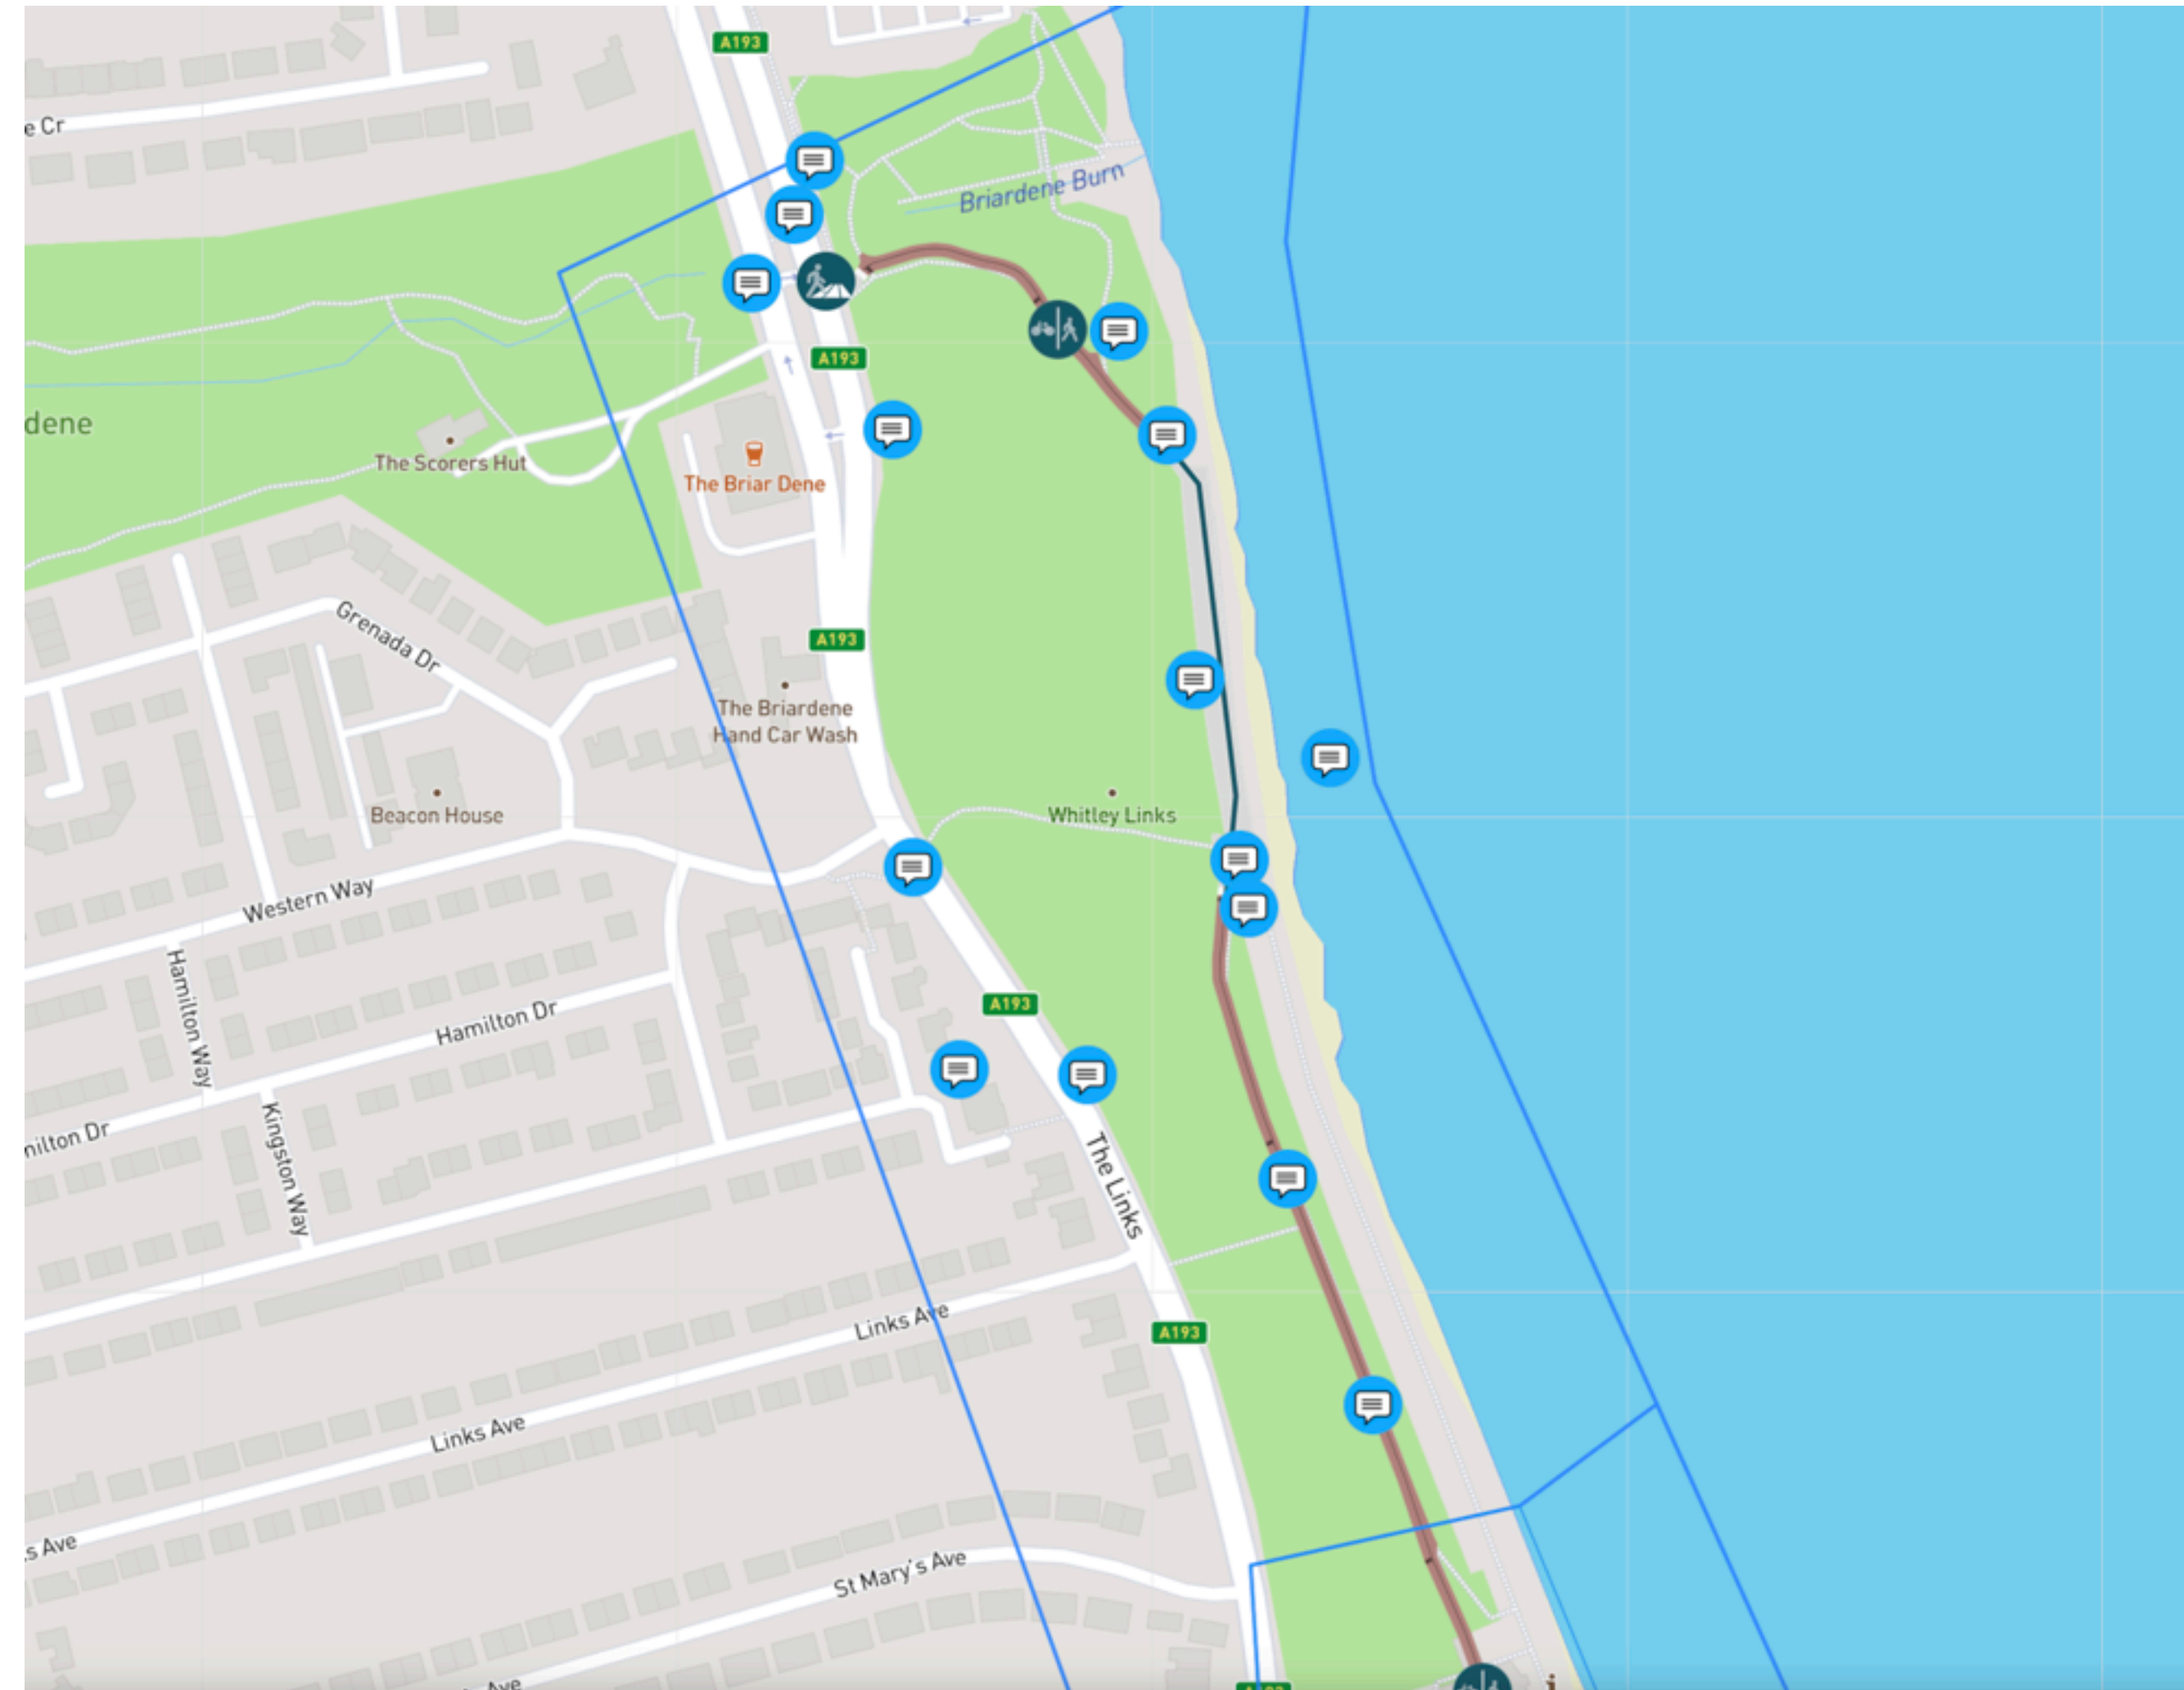 A193
e Cr
Briardene Burn
A193
dene
The Scorers Hut
The Briar Dene
Grenada Dr
A193
The Briardene
Hand Car Wash
Beacon House
Whitley Links
Western Way
Hamilton Way
Hamilton Dr
A193
milton Dr
Kingston Way
The Links
Links Ave
A193
Links Ave
s Ave
St Mary's Ave
Ave